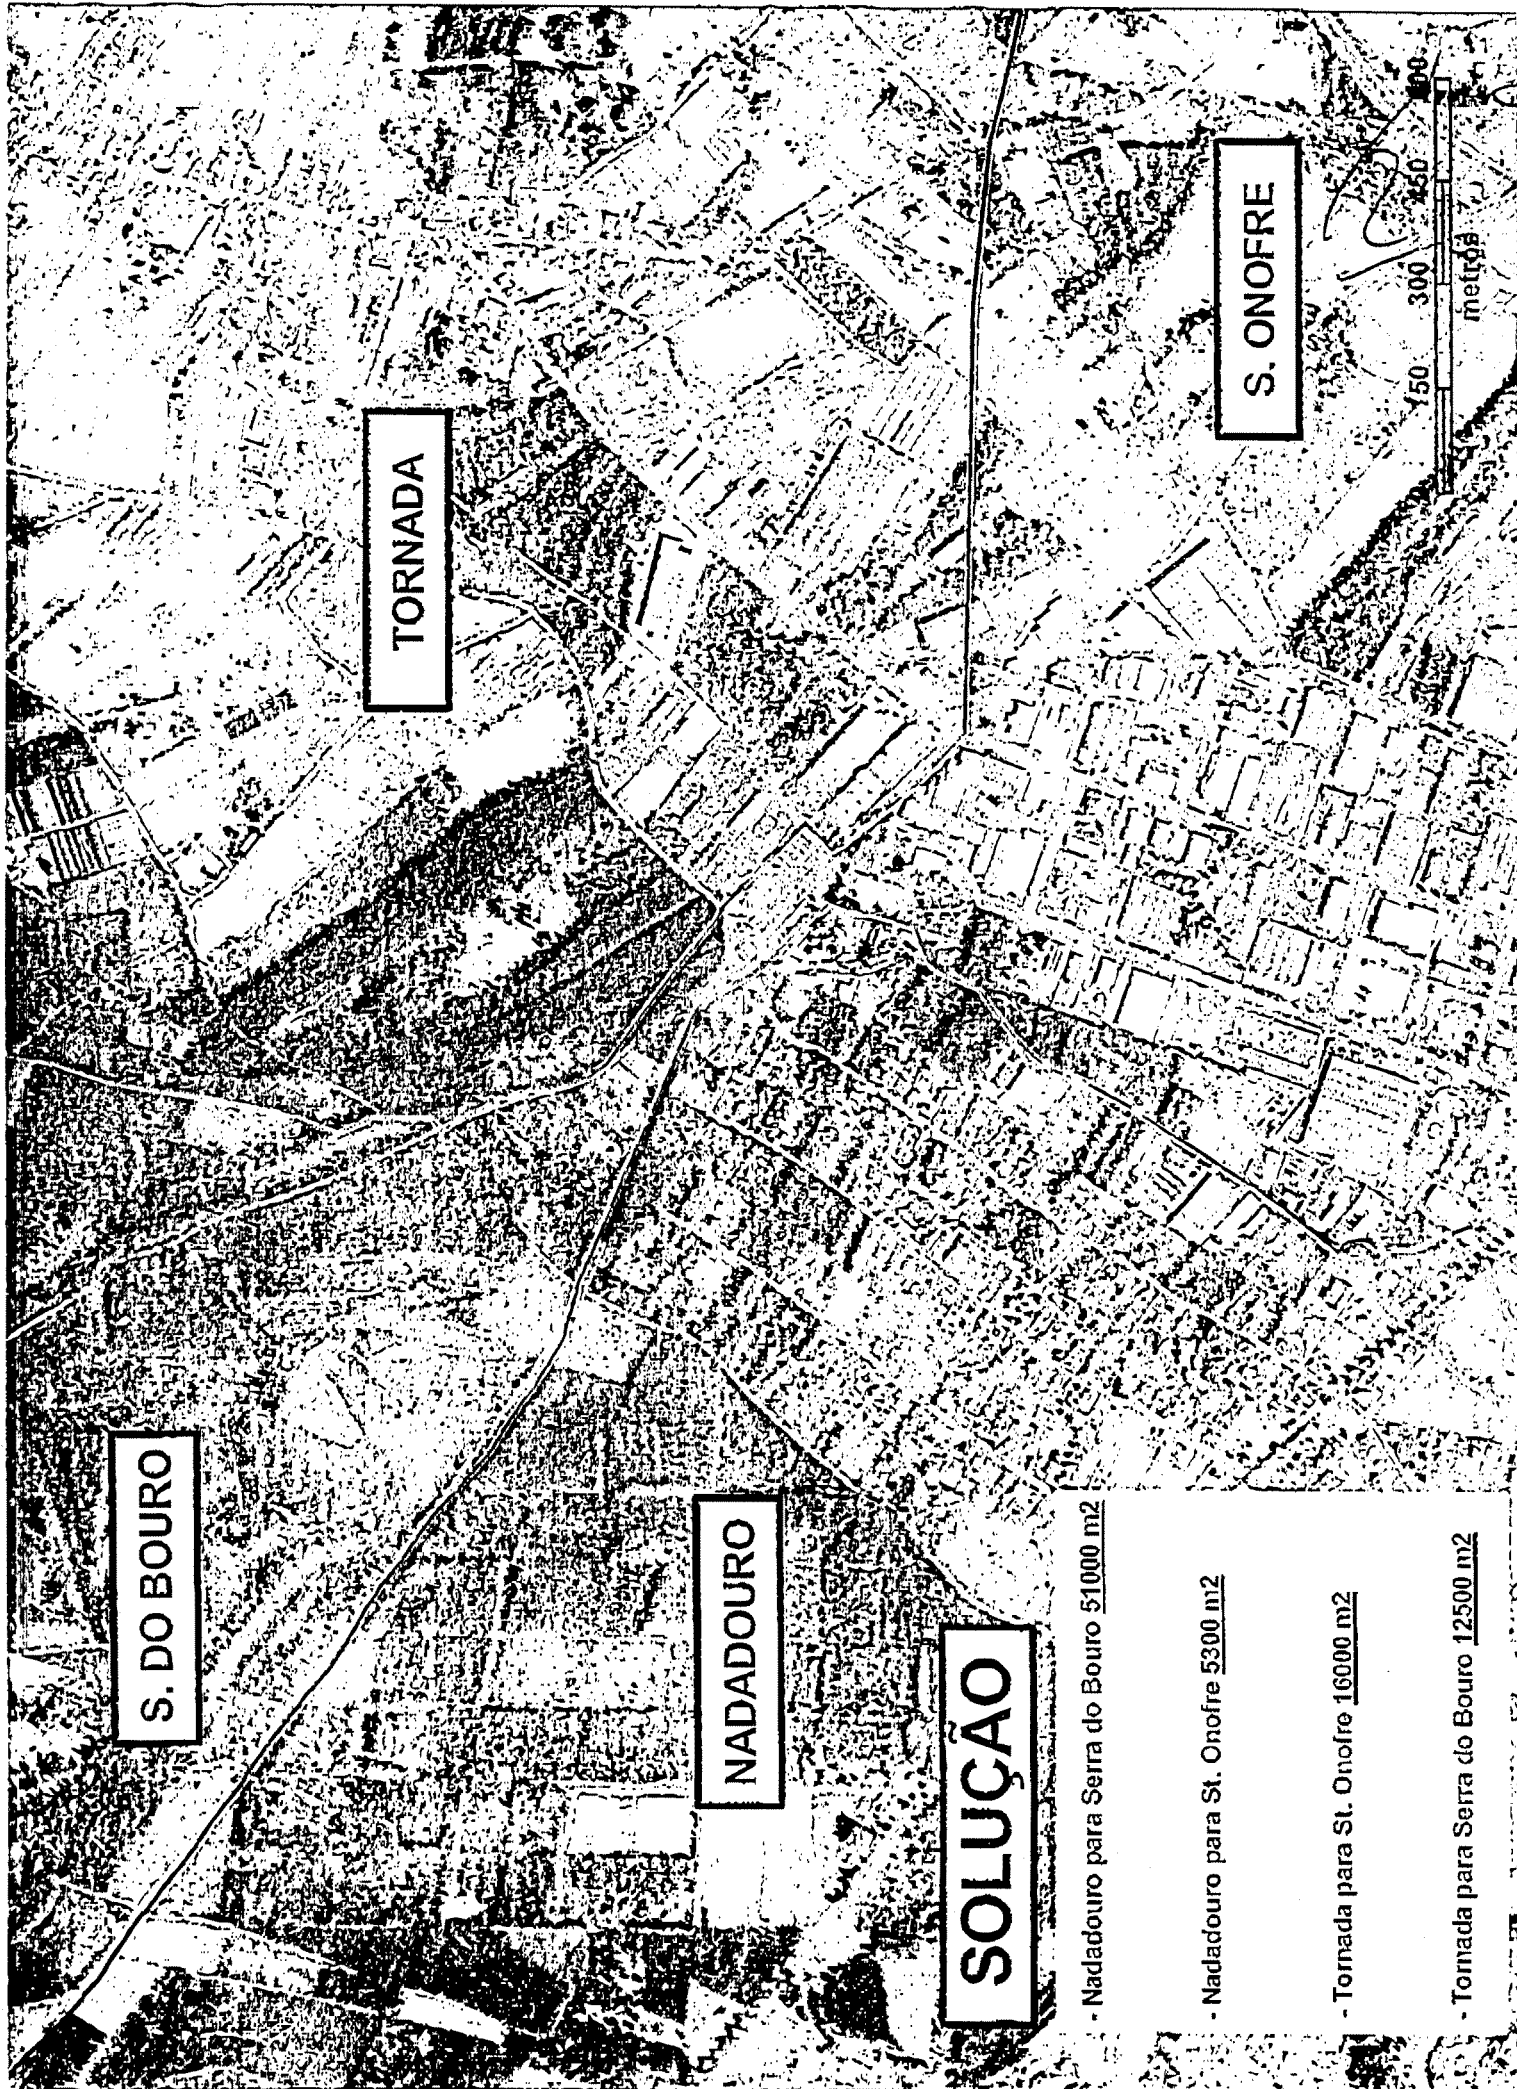 S. DO BOURO
TORNADA
NADADOURO
S. ONOFRE
SOLUÇÃO
- Nadadouro para Serra do Bouro 51000 m2
- Nadadouro para St. Onofre 5300 m2
- Tornada para St. Onofre 16000 m2
- Tornada para Serra do Bouro 12500 m2
150 300 450
metros